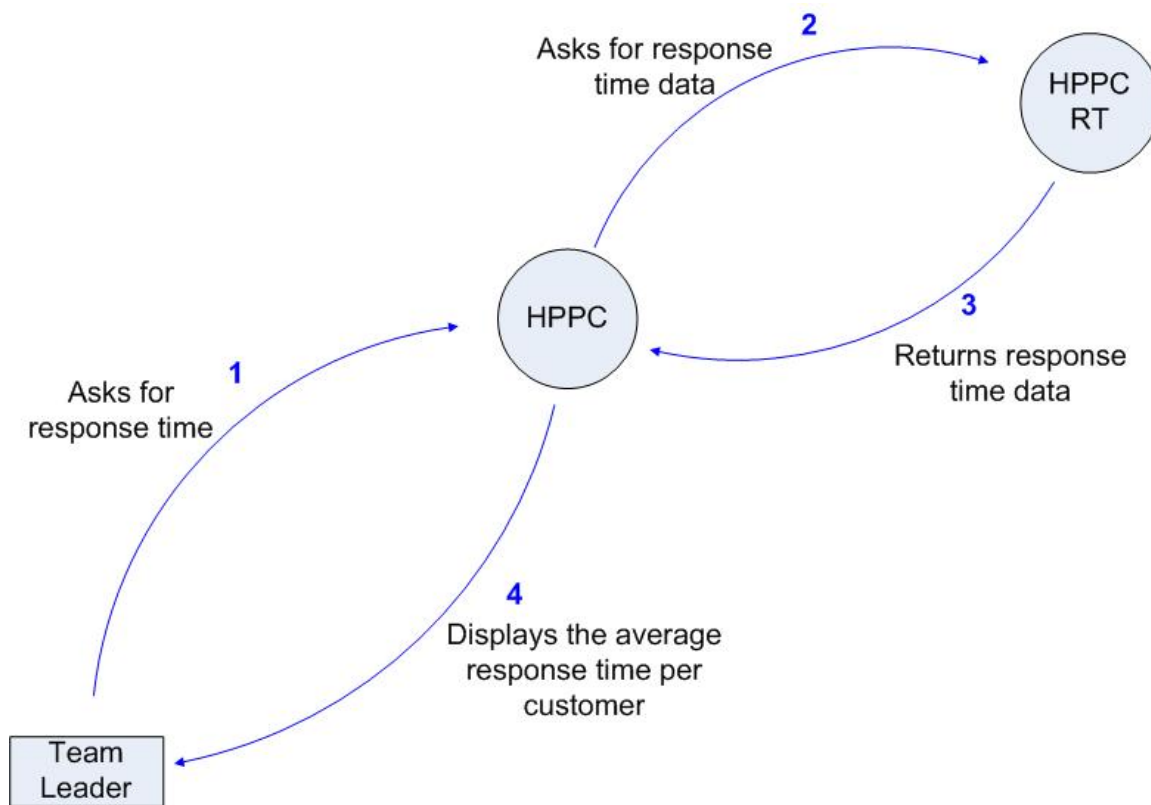 2
Asks for response
time data
HPPC
RT
HPPC
3
Returns response
time data
1
Asks for
response time
4
Displays the average
response time per
customer
Team
Leader